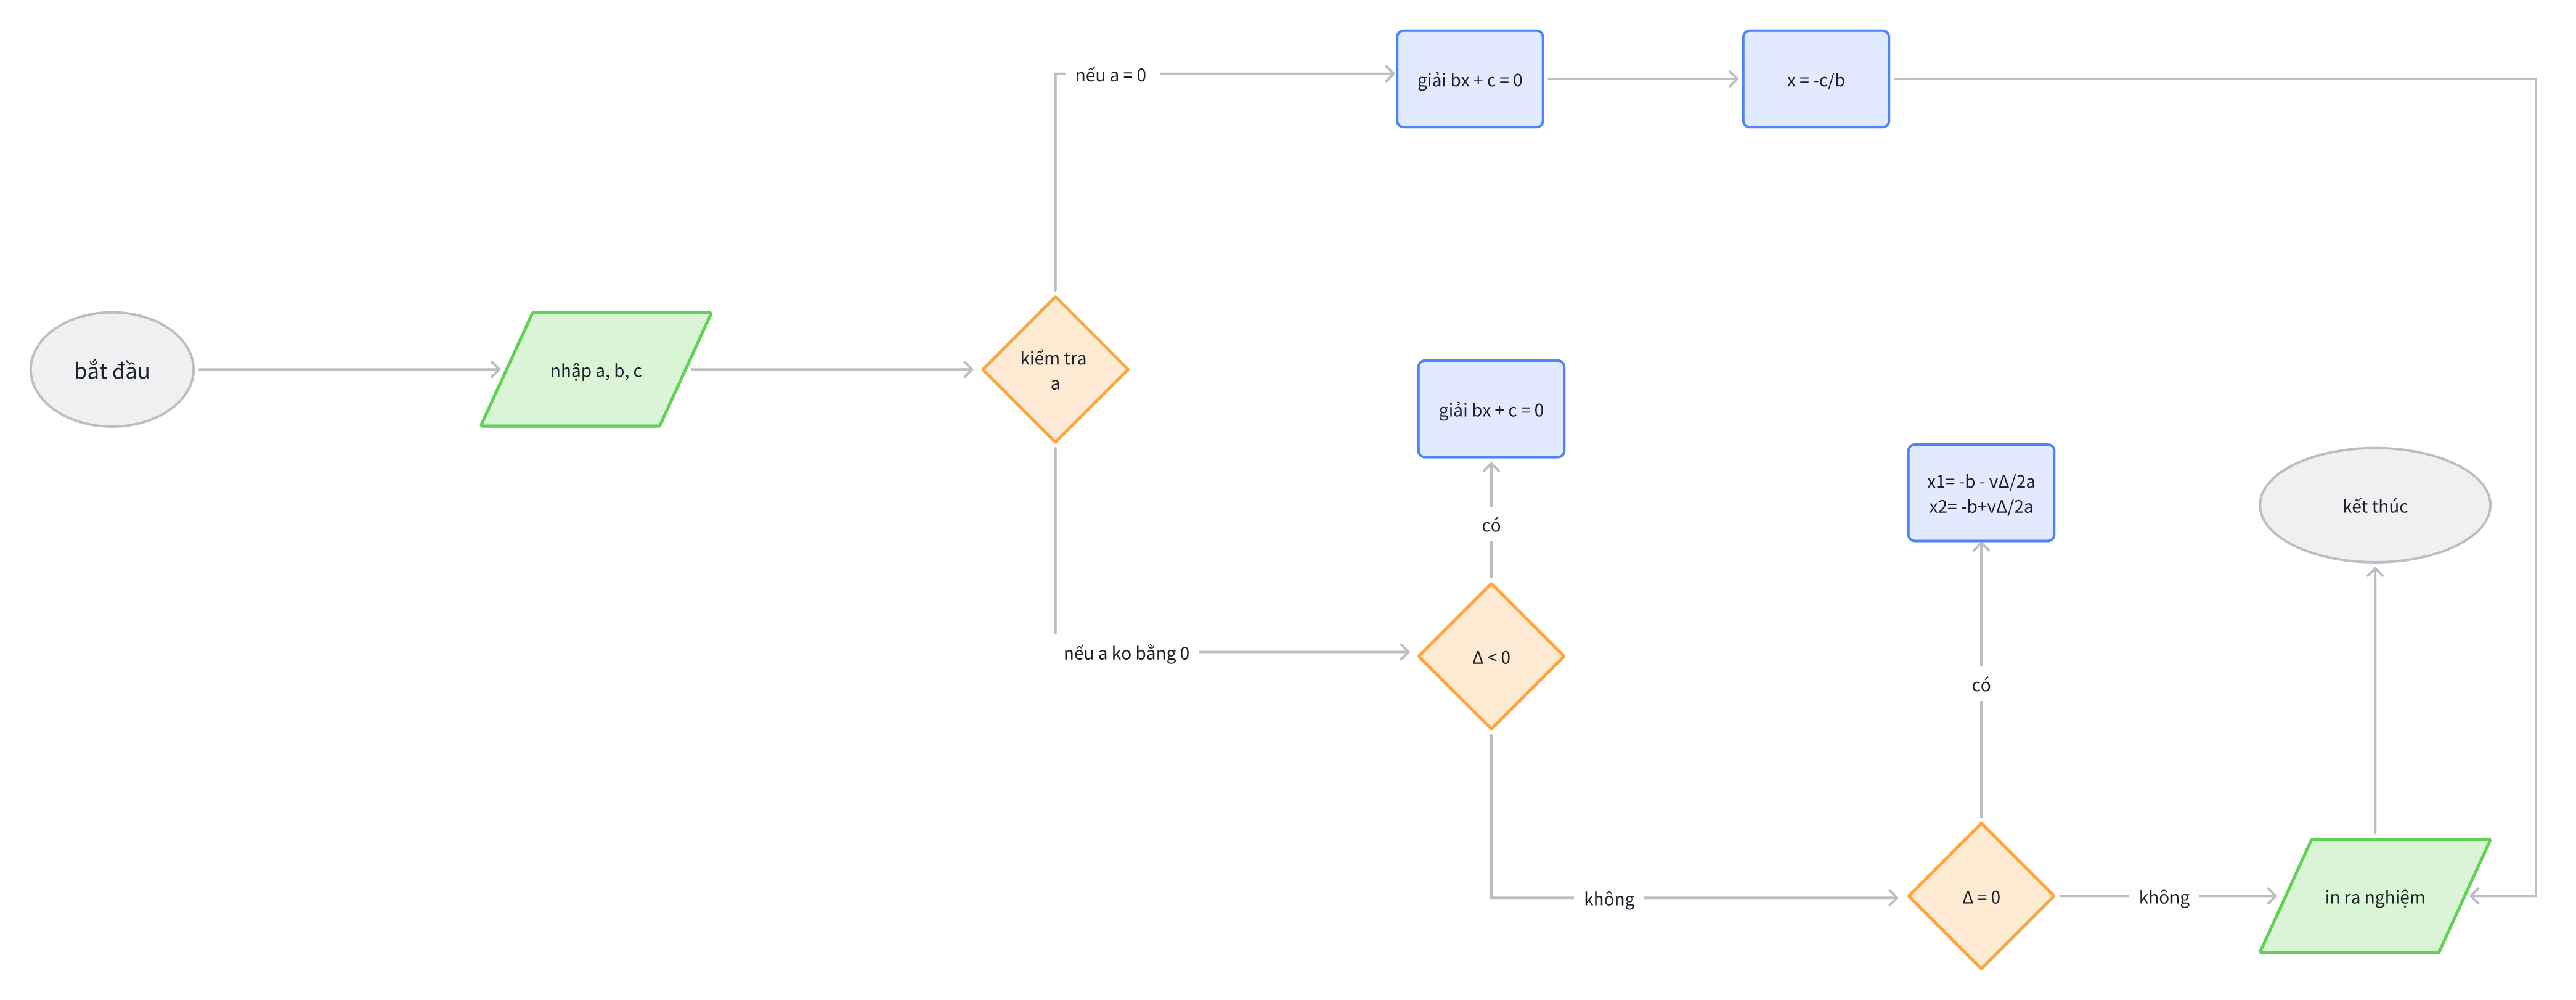 nếu a = 0
giải bx + c = 0
x = -c/b
bắt đầu
nhập a, b, c
kiểm tra
a
giải bx + c = 0
có
nếu a ko bằng 0
Δ < 0
x1= -b - vΔ/2a
x2= -b+vΔ/2a
kết thúc
có
không
Δ = 0
không
in ra nghiệm